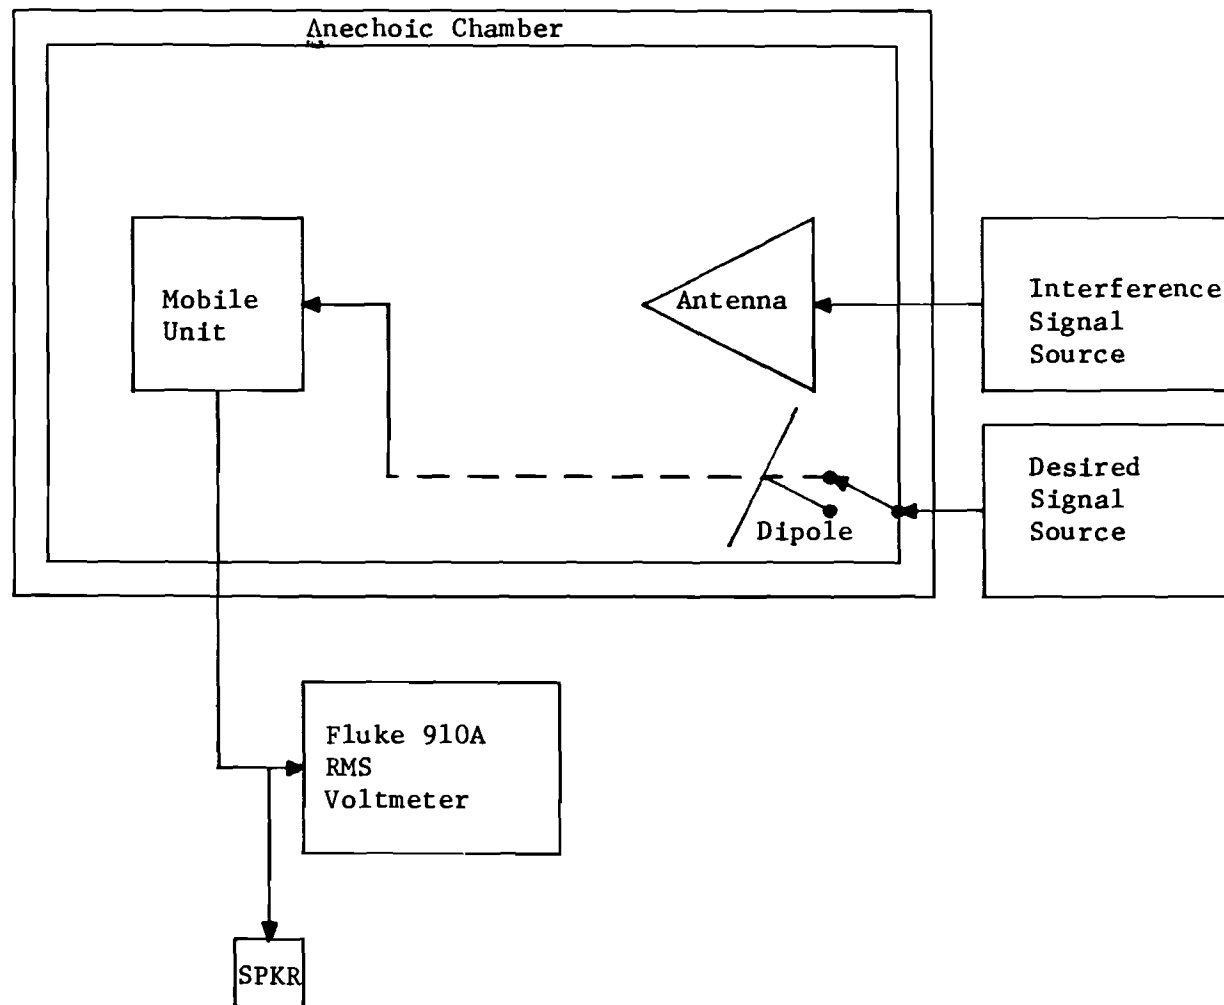 Anechoic Chamber
Mobile
Unit
Antenna
Interference
Signal
Source
Dipole
Desired
Signal
Source
Fluke 910A
RMS
Voltmeter
SPKR